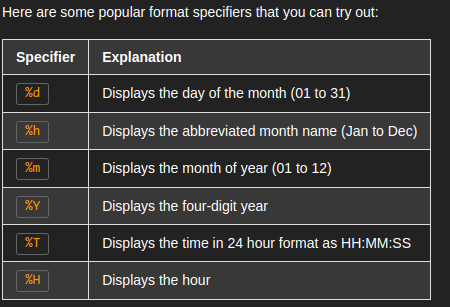 Here are some popular format specifiers that you can try out:
Specifier Explanation
%d Displays the day of the month (01 to 31)
%h Displays the abbreviated month name (Jan to Dec)
%m Displays the month of year (01 to 12)
%Y Displays the four-digit year
%T Displays the time in 24 hour format as HH:MM:SS
%H Displays the hour